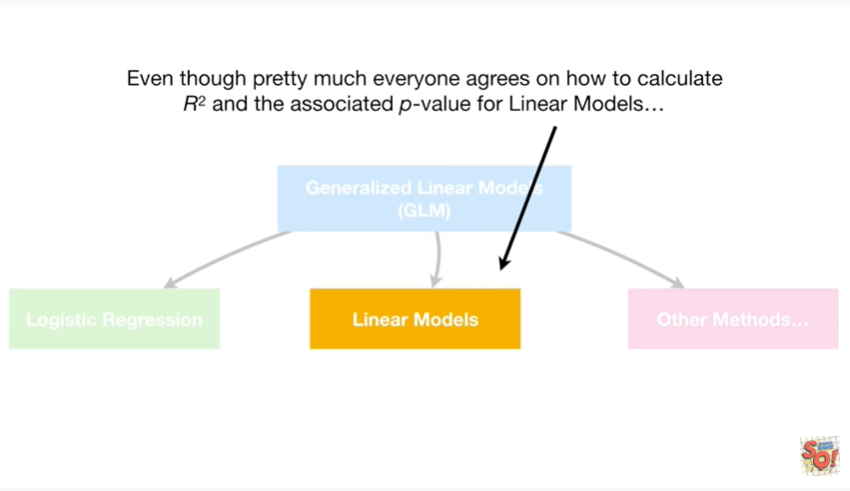 Even though pretty much everyone agrees on how to calculate
R² and the associated p-value for Linear Models…
Generalized Linear Models
(GLM)
Logistic Regression
Linear Models
Other Methods…
SQ!